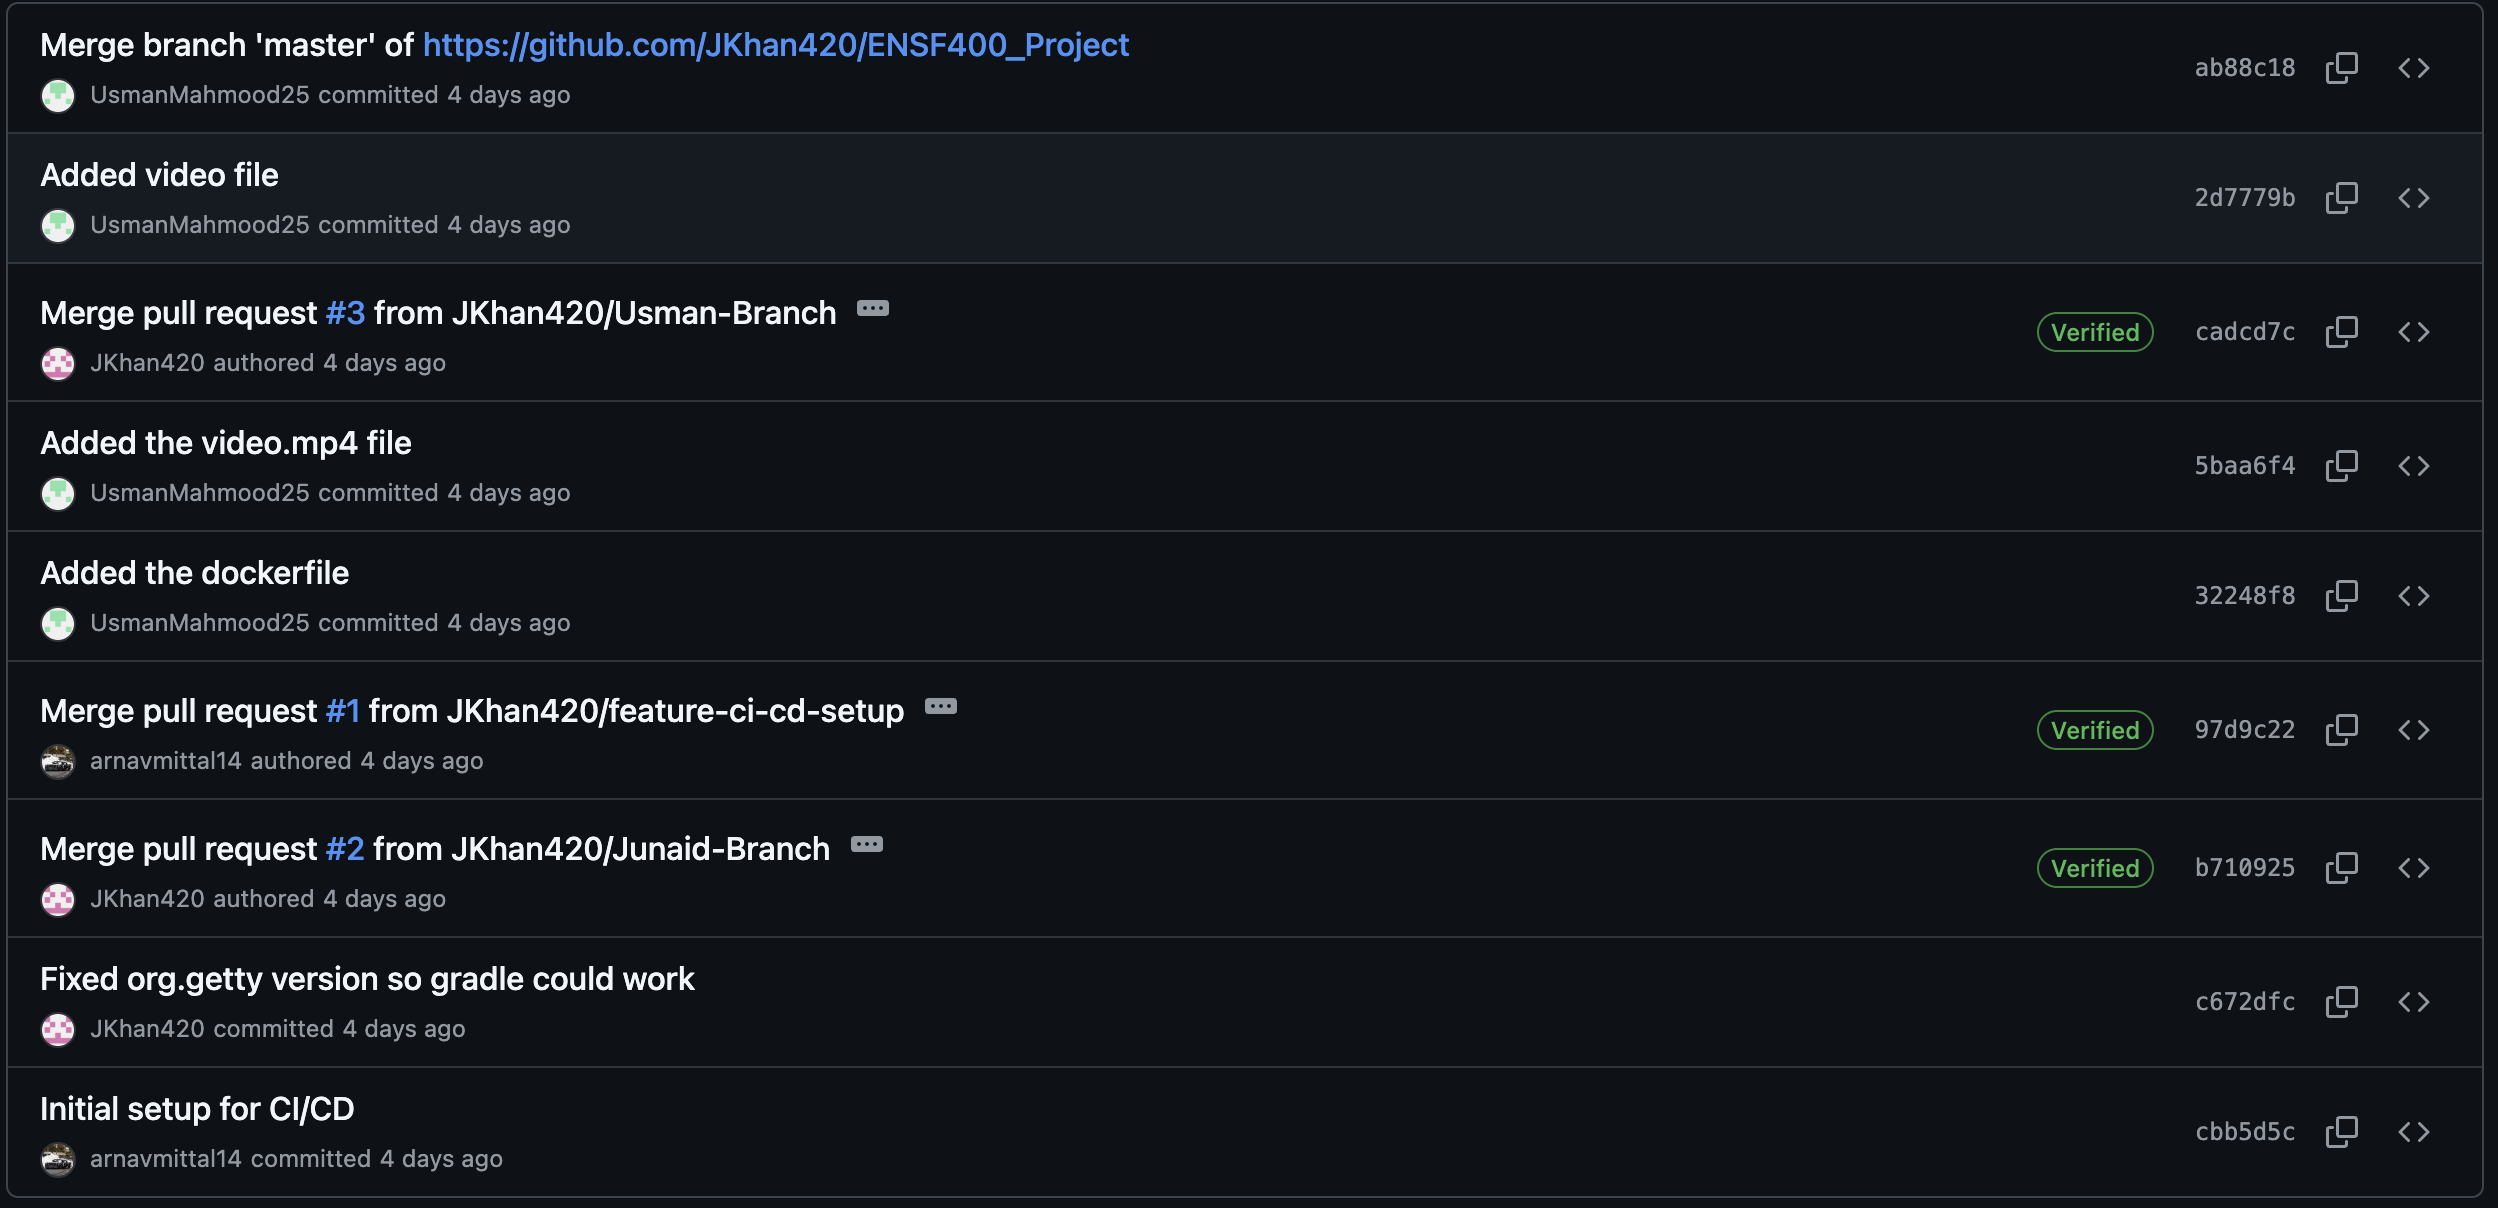 Merge branch 'master' of https://github.com/JKhan420/ENSF400_Project
UsmanMahmood25 committed 4 days ago
ab88c18
Added video file
UsmanMahmood25 committed 4 days ago
2d7779b
Merge pull request #3 from JKhan420/Usman-Branch
JKhan420 authored 4 days ago
Verified cadcd7c
Added the video.mp4 file
UsmanMahmood25 committed 4 days ago
5baa6f4
Added the dockerfile
UsmanMahmood25 committed 4 days ago
32248f8
Merge pull request #1 from JKhan420/feature-ci-cd-setup
arnavmittal14 authored 4 days ago
Verified 97d9c22
Merge pull request #2 from JKhan420/Junaid-Branch
JKhan420 authored 4 days ago
Verified b710925
Fixed org.getty version so gradle could work
JKhan420 committed 4 days ago
c672dfc
Initial setup for CI/CD
arnavmittal14 committed 4 days ago
cbb5d5c